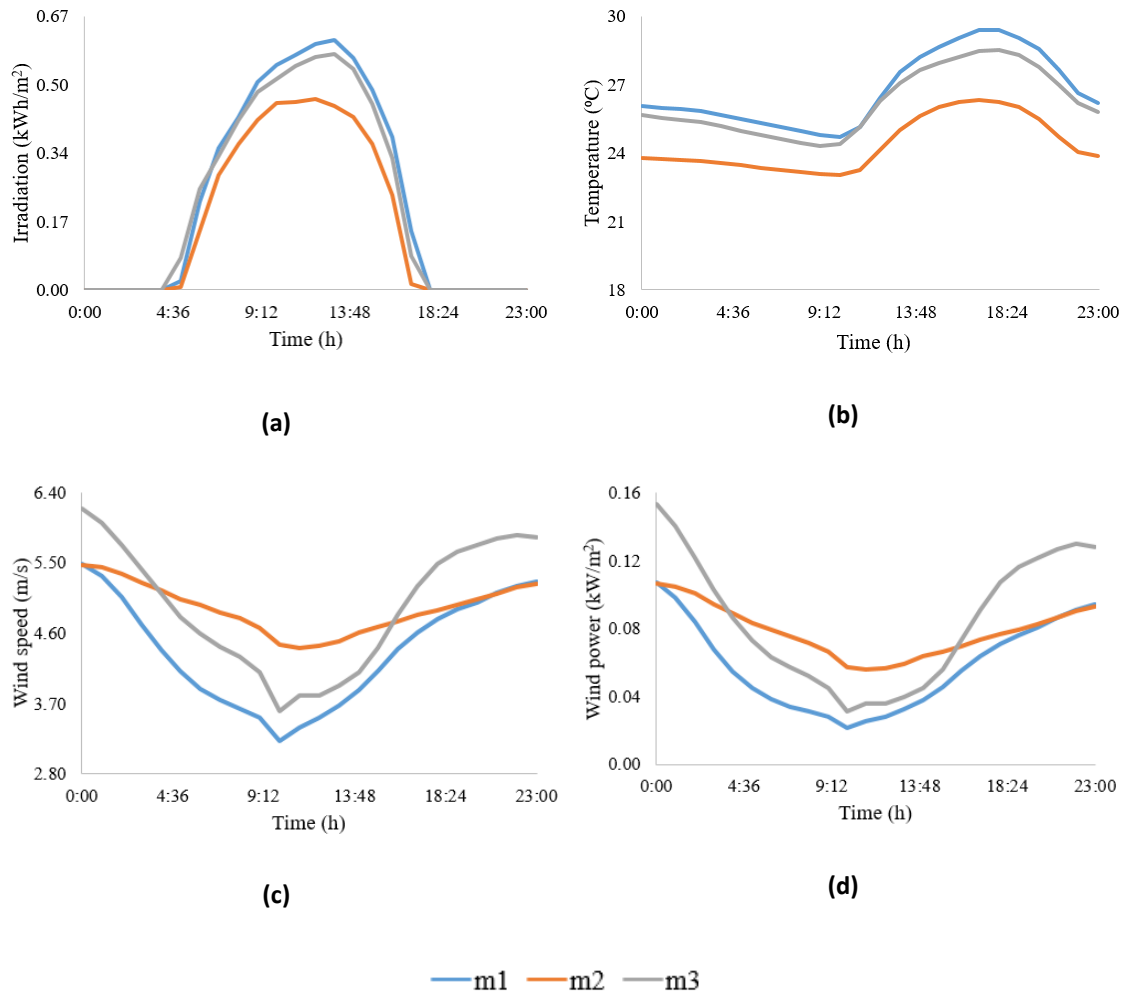 Irradiation (kWh/m²)
0.67
0.50
0.34
0.17
0.00
0:00 4:36 9:12 13:48 18:24 23:00
Time (h)
(a)
Temperature (ºC)
30
27
24
21
18
0:00 4:36 9:12 13:48 18:24 23:00
Time (h)
(b)
Wind speed (m/s)
6.40
5.50
4.60
3.70
2.80
0:00 4:36 9:12 13:48 18:24 23:00
Time (h)
(c)
Wind power (kW/m²)
0.16
0.12
0.08
0.04
0.00
0:00 4:36 9:12 13:48 18:24 23:00
Time (h)
(d)
m1 m2 m3